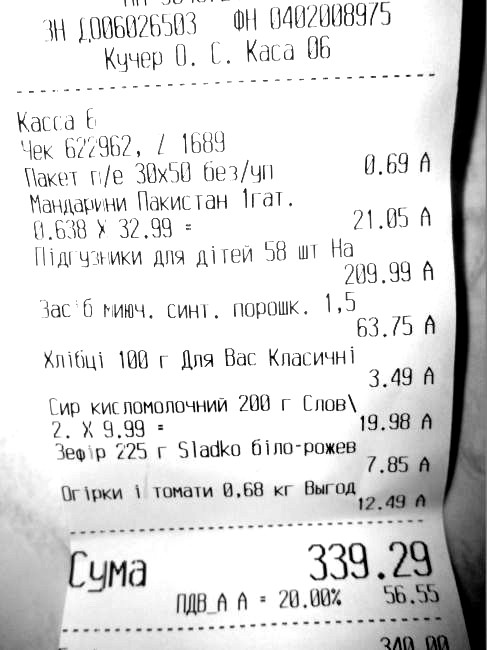 ЗН ДО06026503 ФН 0402008975
Кучер О. С. Каса 06
Касса 6
Чек 622962, / 1689
Пакет п/е 30x50 без/уп 0.69 А
Мандарини Пакистан 1гат.
0.638 X 32.99 = 21.05 А
Підгузники для дітей 58 шт На
209.99 А
Засіб миюч. синт. порошк. 1,5
63.75 А
Хлібці 100 г Для Вас Класичні
3.49 А
Сир кисломолочний 200 г Слов\
2. X 9.99 = 19.98 А
Зефір 225 г Sladko біло-рожев
7.85 А
Огірки і томати 0,68 кг Выгод
12.49 А
Сума 339.29
ПДВ_А А = 20.00% 56.55
340.00